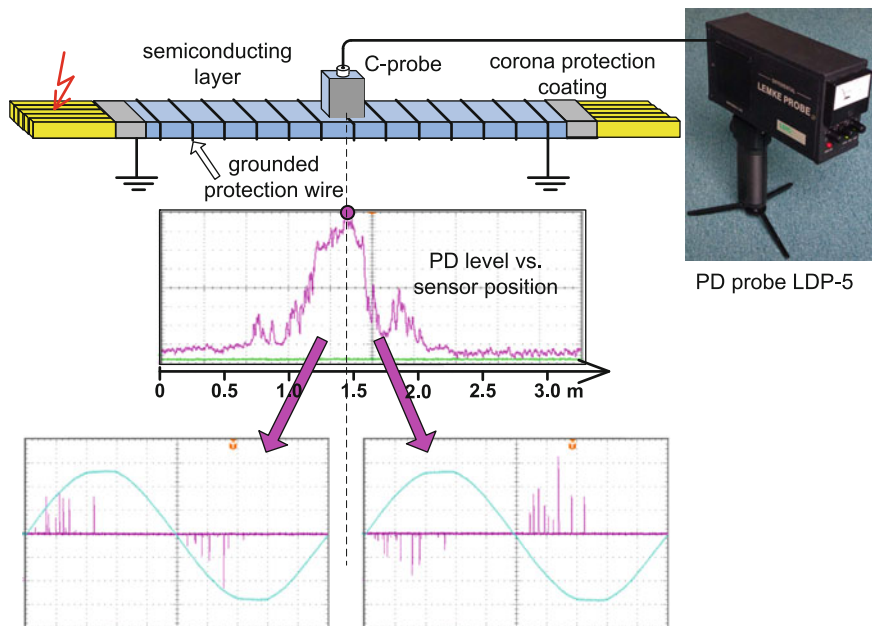 semiconducting
layer
C-probe
corona protection
coating
LEMKE PROBE
grounded
protection wire
PD level vs.
sensor position
PD probe LDP-5
0 0.5 1.0 1.5 2.0 2.5 3.0 m